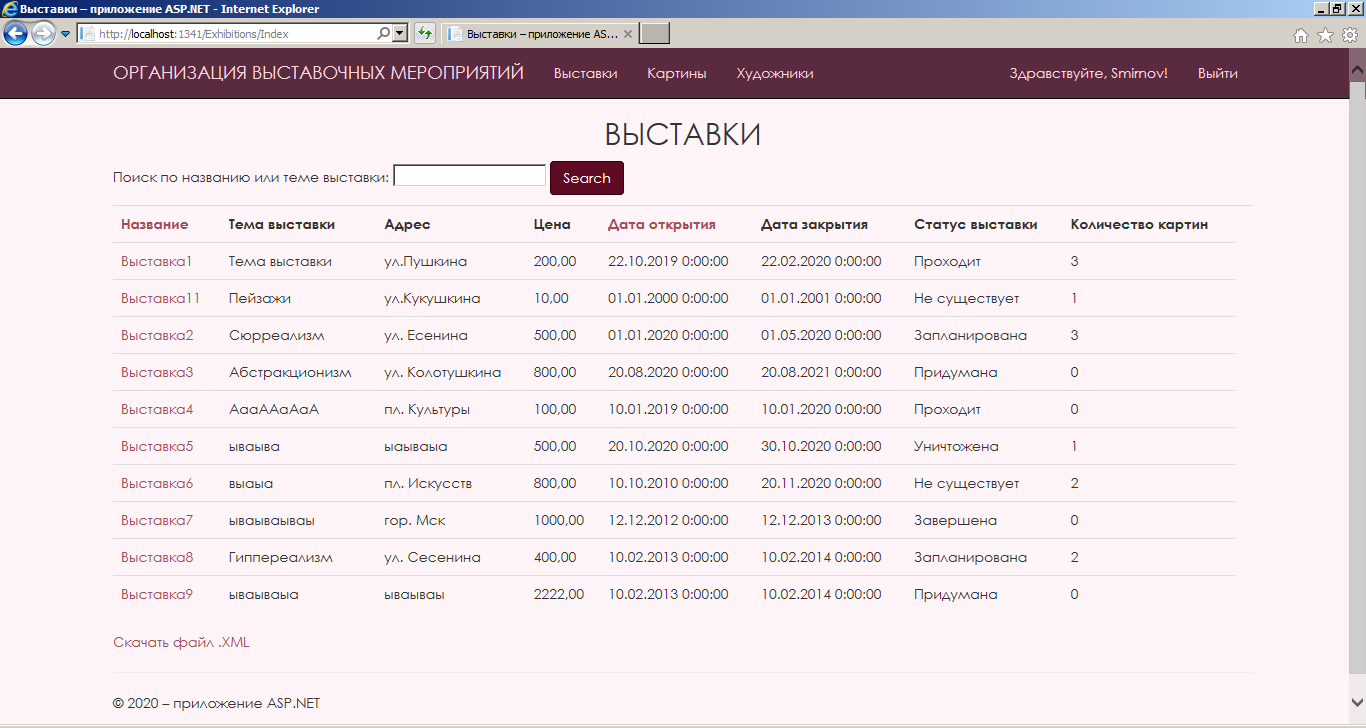 Выставки – приложение ASP.NET - Internet Explorer
http://localhost:1341/Exhibitions/Index
Выставки – приложение AS...
ОРГАНИЗАЦИЯ ВЫСТАВОЧНЫХ МЕРОПРИЯТИЙ Выставки Картины Художники Здравствуйте, Smirnov! Выйти
ВЫСТАВКИ
Поиск по названию или теме выставки: Search
Название Тема выставки Адрес Цена Дата открытия Дата закрытия Статус выставки Количество картин
Выставка1 Тема выставки ул.Пушкина 200,00 22.10.2019 0:00:00 22.02.2020 0:00:00 Проходит 3
Выставка11 Пейзажи ул.Кукушкина 10,00 01.01.2000 0:00:00 01.01.2001 0:00:00 Не существует 1
Выставка2 Сюрреализм ул. Есенина 500,00 01.01.2020 0:00:00 01.05.2020 0:00:00 Запланирована 3
Выставка3 Абстракционизм ул. Колотушкина 800,00 20.08.2020 0:00:00 20.08.2021 0:00:00 Придумана 0
Выставка4 АааААаАаА пл. Культуры 100,00 10.01.2019 0:00:00 10.01.2020 0:00:00 Проходит 0
Выставка5 ываыва ыаываыа 500,00 20.10.2020 0:00:00 30.10.2020 0:00:00 Уничтожена 1
Выставка6 выаыа пл. Искусств 800,00 10.10.2010 0:00:00 20.11.2020 0:00:00 Не существует 2
Выставка7 ываываываы гор. Мск 1000,00 12.12.2012 0:00:00 12.12.2013 0:00:00 Завершена 0
Выставка8 Гиппереализм ул. Сесенина 400,00 10.02.2013 0:00:00 10.02.2014 0:00:00 Запланирована 2
Выставка9 ываываыа ываываы 2222,00 10.02.2013 0:00:00 10.02.2014 0:00:00 Придумана 0
Скачать файл .XML
© 2020 – приложение ASP.NET